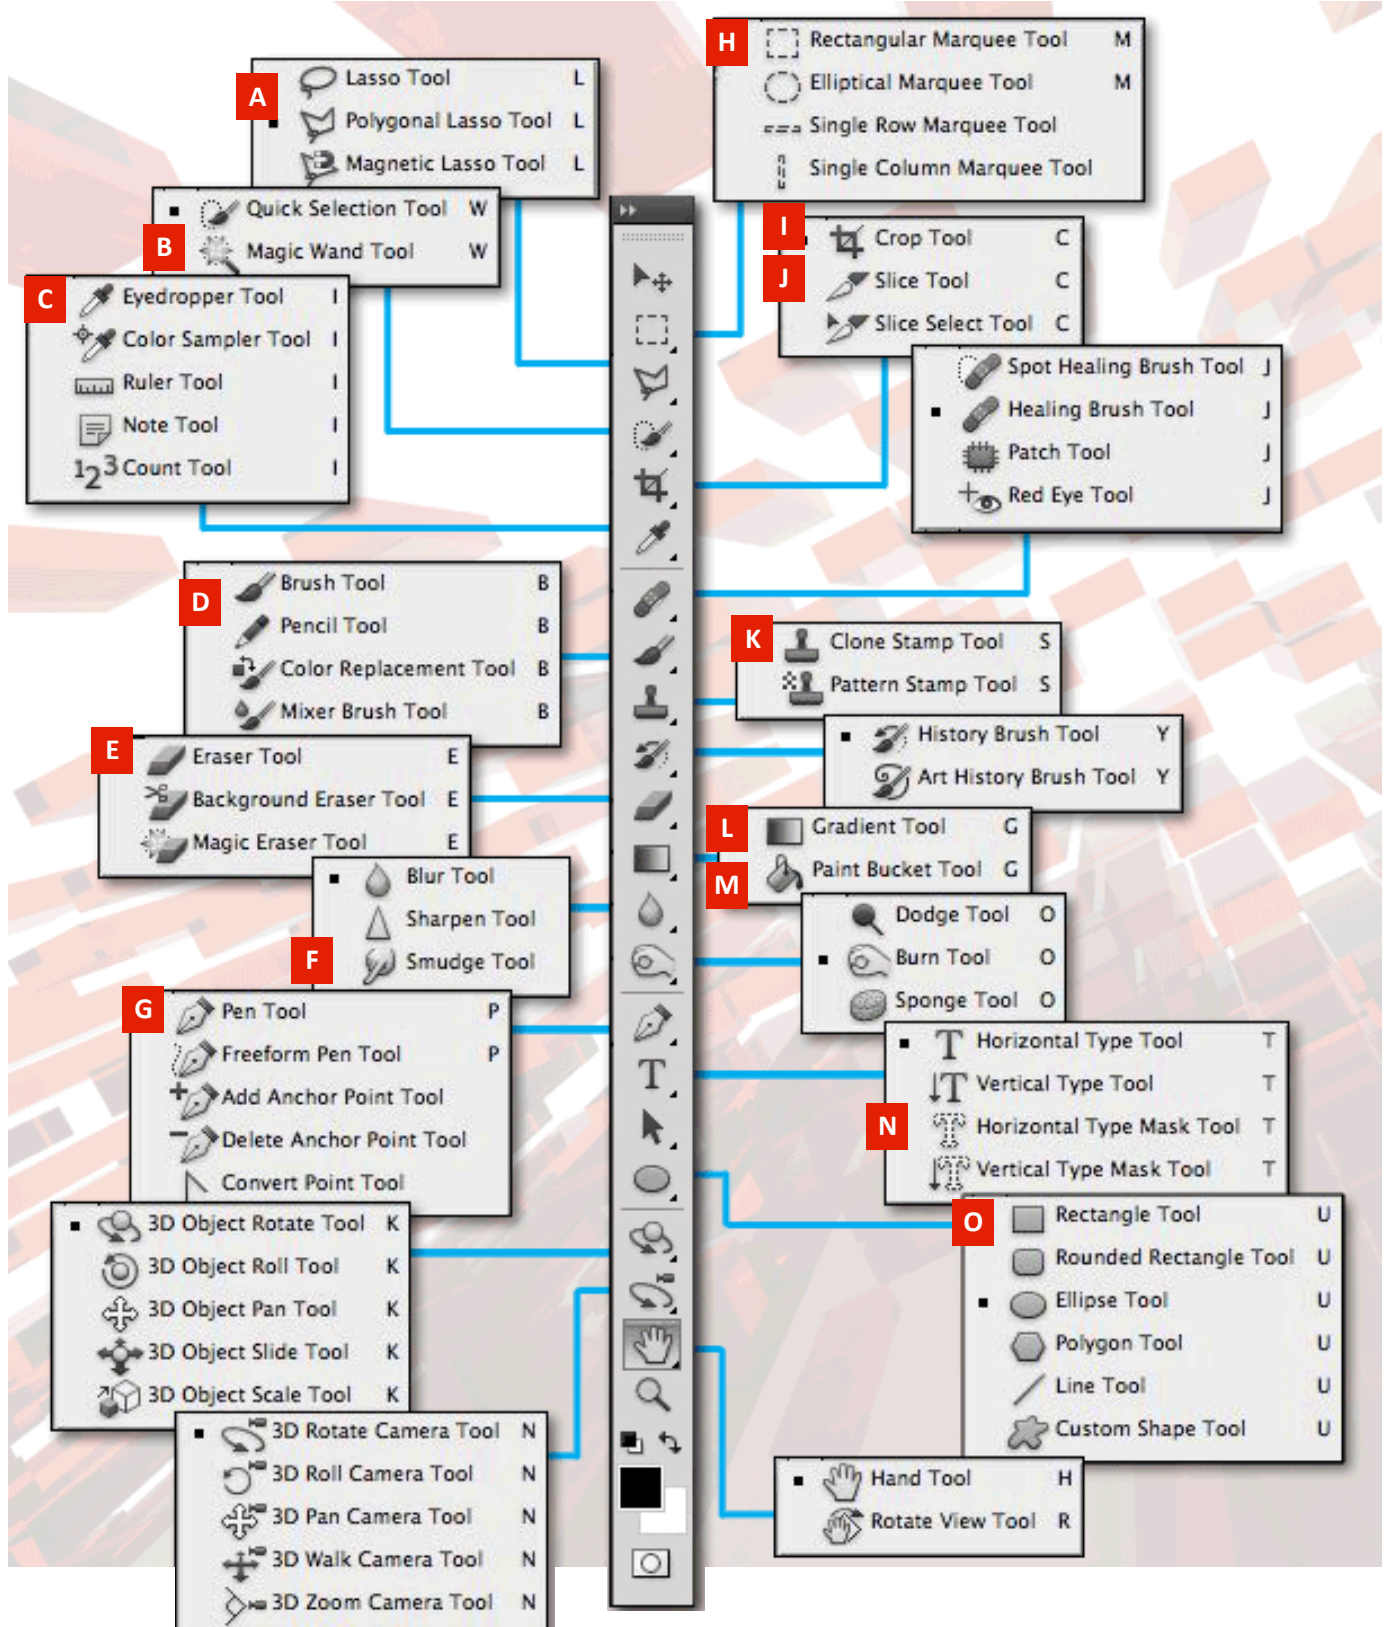 A
Lasso Tool L
Polygonal Lasso Tool L
Magnetic Lasso Tool L
B
Quick Selection Tool W
Magic Wand Tool W
C
Eyedropper Tool I
Color Sampler Tool I
Ruler Tool I
Note Tool I
123 Count Tool I
D
Brush Tool B
Pencil Tool B
Color Replacement Tool B
Mixer Brush Tool B
E
Eraser Tool E
Background Eraser Tool E
Magic Eraser Tool E
Blur Tool
Sharpen Tool
F
Smudge Tool
G
Pen Tool P
Freeform Pen Tool P
Add Anchor Point Tool
Delete Anchor Point Tool
Convert Point Tool
3D Object Rotate Tool K
3D Object Roll Tool K
3D Object Pan Tool K
3D Object Slide Tool K
3D Object Scale Tool K
3D Rotate Camera Tool N
3D Roll Camera Tool N
3D Pan Camera Tool N
3D Walk Camera Tool N
3D Zoom Camera Tool N
T
H
Rectangular Marquee Tool M
Elliptical Marquee Tool M
Single Row Marquee Tool
Single Column Marquee Tool
I
Crop Tool C
J
Slice Tool C
Slice Select Tool C
Spot Healing Brush Tool J
Healing Brush Tool J
Patch Tool J
Red Eye Tool J
K
Clone Stamp Tool S
Pattern Stamp Tool S
History Brush Tool Y
Art History Brush Tool Y
L
Gradient Tool G
M
Paint Bucket Tool G
Dodge Tool O
Burn Tool O
Sponge Tool O
T Horizontal Type Tool T
T Vertical Type Tool T
N
T Horizontal Type Mask Tool T
T Vertical Type Mask Tool T
O
Rectangle Tool U
Rounded Rectangle Tool U
Ellipse Tool U
Polygon Tool U
Line Tool U
Custom Shape Tool U
Hand Tool H
Rotate View Tool R